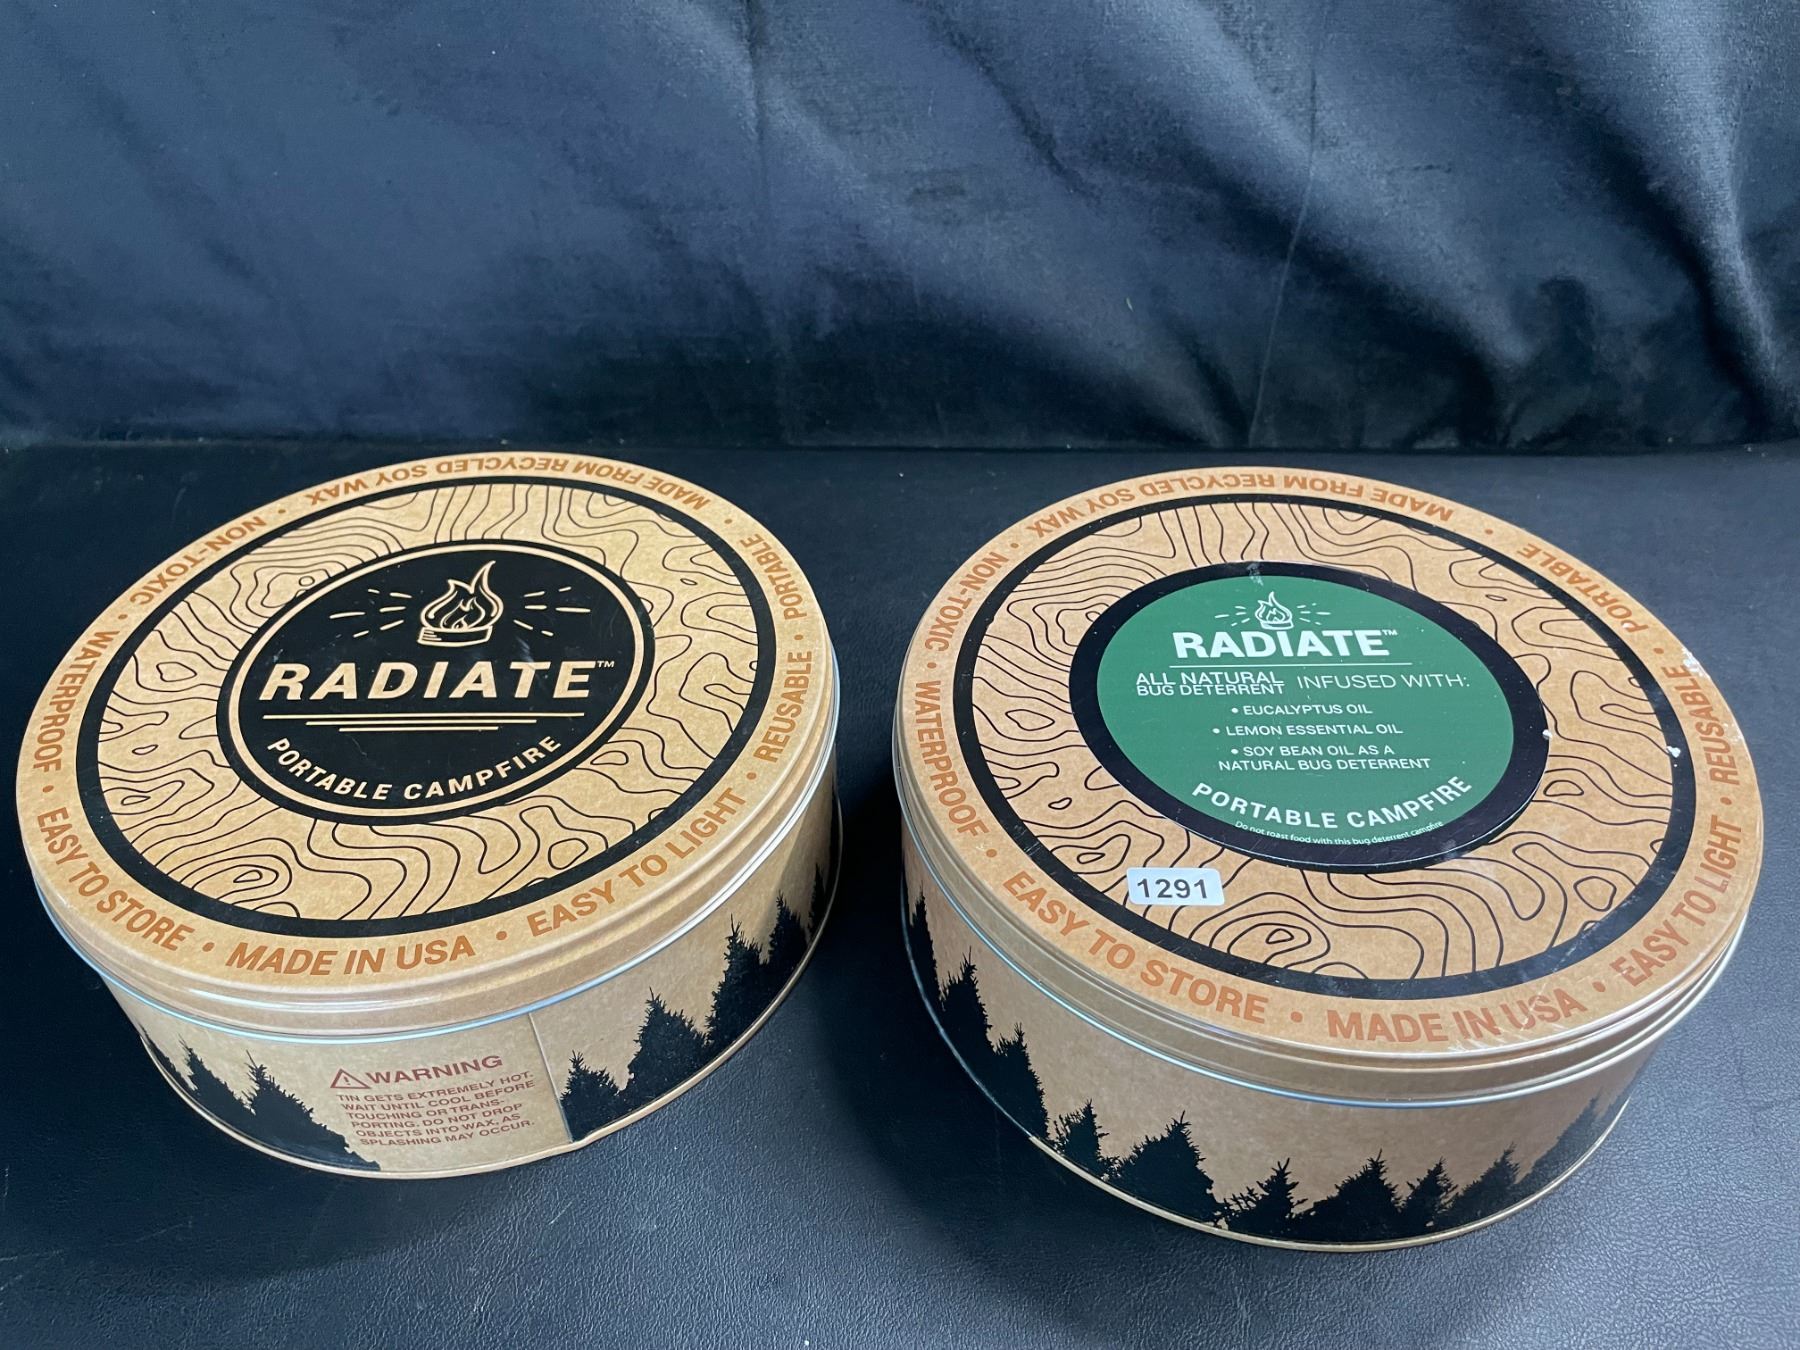 RADIATE™
PORTABLE CAMPFIRE
MADE FROM RECYCLED SOY WAX • NON-TOXIC • WATERPROOF • EASY TO STORE • MADE IN USA • EASY TO LIGHT • REUSABLE • PORTABLE •
WARNING
TIN GETS EXTREMELY HOT.
WAIT UNTIL COOL BEFORE
TOUCHING OR TRANS-
PORTING. DO NOT DROP
OBJECTS INTO WAX, AS
SPLASHING MAY OCCUR.
RADIATE™
ALL NATURAL
BUG DETERRENT INFUSED WITH:
• EUCALYPTUS OIL
• LEMON ESSENTIAL OIL
• SOY BEAN OIL AS A
NATURAL BUG DETERRENT
PORTABLE CAMPFIRE
Do not roast food with this bug deterrent campfire
MADE FROM RECYCLED SOY WAX • NON-TOXIC • WATERPROOF • EASY TO STORE • MADE IN USA • EASY TO LIGHT • REUSABLE • PORTABLE •
1291